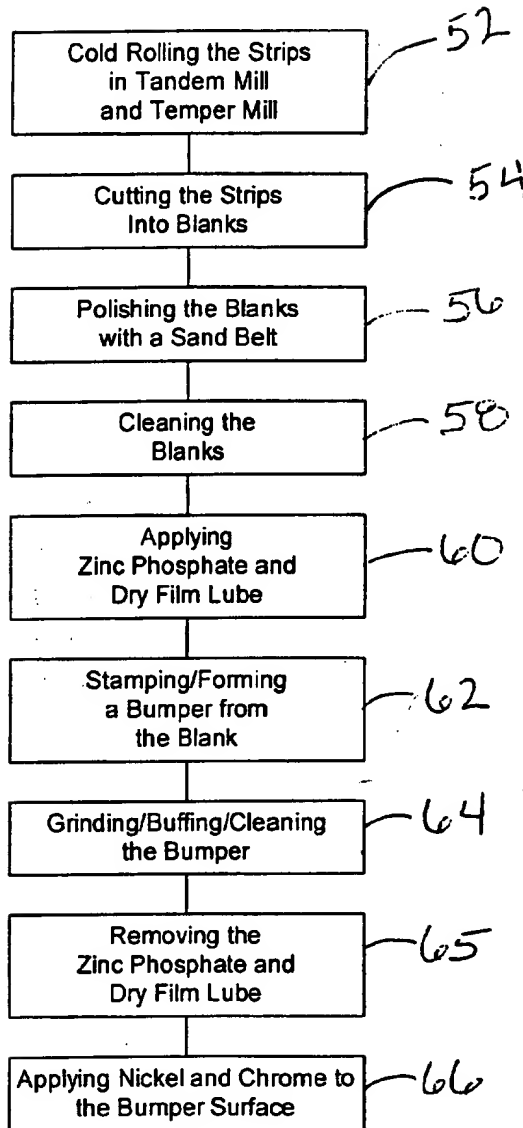 Cold Rolling the Strips
in Tandem Mill
and Temper Mill
52
Cutting the Strips
Into Blanks
54
Polishing the Blanks
with a Sand Belt
56
Cleaning the
Blanks
58
Applying
Zinc Phosphate and
Dry Film Lube
60
Stamping/Forming
a Bumper from
the Blank
62
Grinding/Buffing/Cleaning
the Bumper
64
Removing the
Zinc Phosphate and
Dry Film Lube
65
Applying Nickel and Chrome to
the Bumper Surface
66